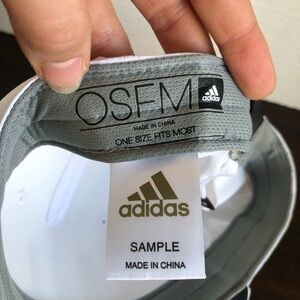 OSFM
adidas
MADE IN CHINA
ONE SIZE FITS MOST
adidas
SAMPLE
MADE IN CHINA